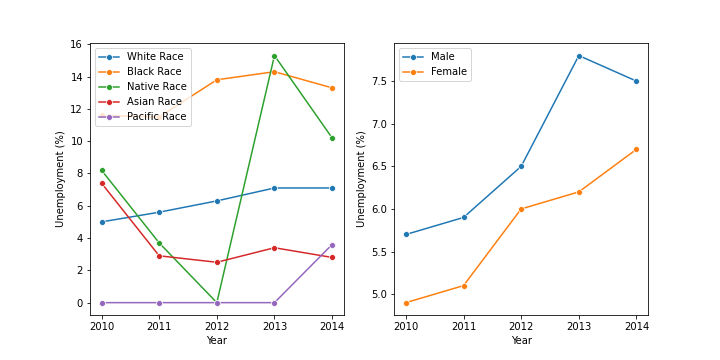 White Race
Black Race
Native Race
Asian Race
Pacific Race
16
14
12
10
8
6
4
2
0
Unemployment (%)
2010 2011 2012 2013 2014
Year
Male
Female
7.5
7.0
6.5
6.0
5.5
5.0
Unemployment (%)
2010 2011 2012 2013 2014
Year